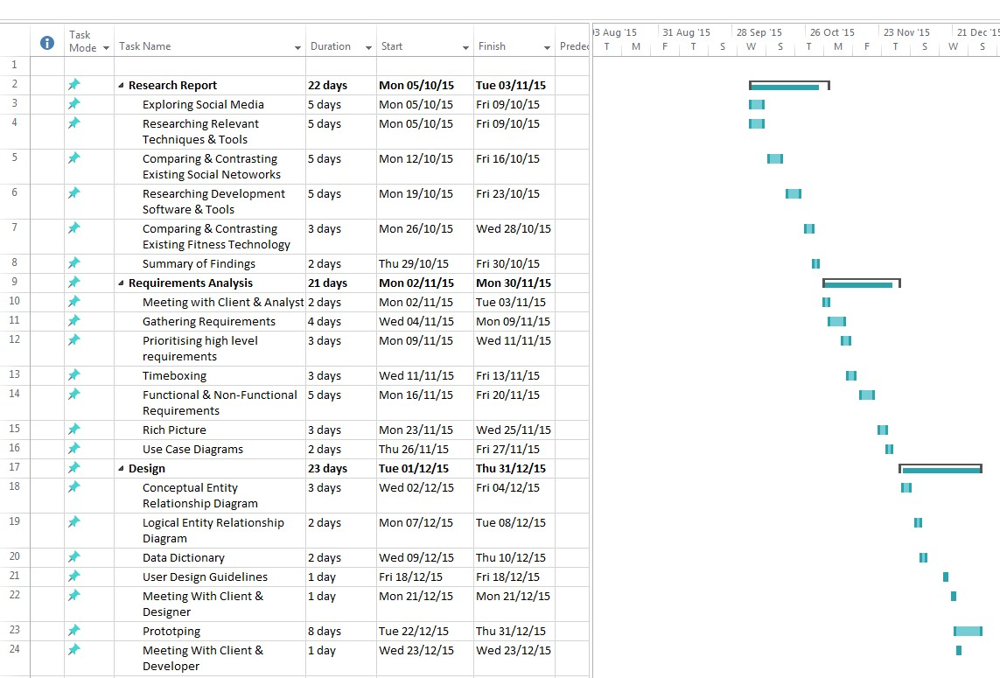 Task Mode Task Name Duration Start Finish Predec 03 Aug '15 31 Aug '15 28 Sep '15 26 Oct '15 23 Nov '15 21 Dec '15
T M F T S W S T M F T S W S
1
2 Research Report 22 days Mon 05/10/15 Tue 03/11/15
3 Exploring Social Media 5 days Mon 05/10/15 Fri 09/10/15
4 Researching Relevant 5 days Mon 05/10/15 Fri 09/10/15
Techniques & Tools
5 Comparing & Contrasting 5 days Mon 12/10/15 Fri 16/10/15
Existing Social Netoworks
6 Researching Development 5 days Mon 19/10/15 Fri 23/10/15
Software & Tools
7 Comparing & Contrasting 3 days Mon 26/10/15 Wed 28/10/15
Existing Fitness Technology
8 Summary of Findings 2 days Thu 29/10/15 Fri 30/10/15
9 Requirements Analysis 21 days Mon 02/11/15 Mon 30/11/15
10 Meeting with Client & Analyst 2 days Mon 02/11/15 Tue 03/11/15
11 Gathering Requirements 4 days Wed 04/11/15 Mon 09/11/15
12 Prioritising high level 3 days Mon 09/11/15 Wed 11/11/15
requirements
13 Timeboxing 3 days Wed 11/11/15 Fri 13/11/15
14 Functional & Non-Functional 5 days Mon 16/11/15 Fri 20/11/15
Requirements
15 Rich Picture 3 days Mon 23/11/15 Wed 25/11/15
16 Use Case Diagrams 2 days Thu 26/11/15 Fri 27/11/15
17 Design 23 days Tue 01/12/15 Thu 31/12/15
18 Conceptual Entity 3 days Wed 02/12/15 Fri 04/12/15
Relationship Diagram
19 Logical Entity Relationship 2 days Mon 07/12/15 Tue 08/12/15
Diagram
20 Data Dictionary 2 days Wed 09/12/15 Thu 10/12/15
21 User Design Guidelines 1 day Fri 18/12/15 Fri 18/12/15
22 Meeting With Client & 1 day Mon 21/12/15 Mon 21/12/15
Designer
23 Prototping 8 days Tue 22/12/15 Thu 31/12/15
24 Meeting With Client & 1 day Wed 23/12/15 Wed 23/12/15
Developer